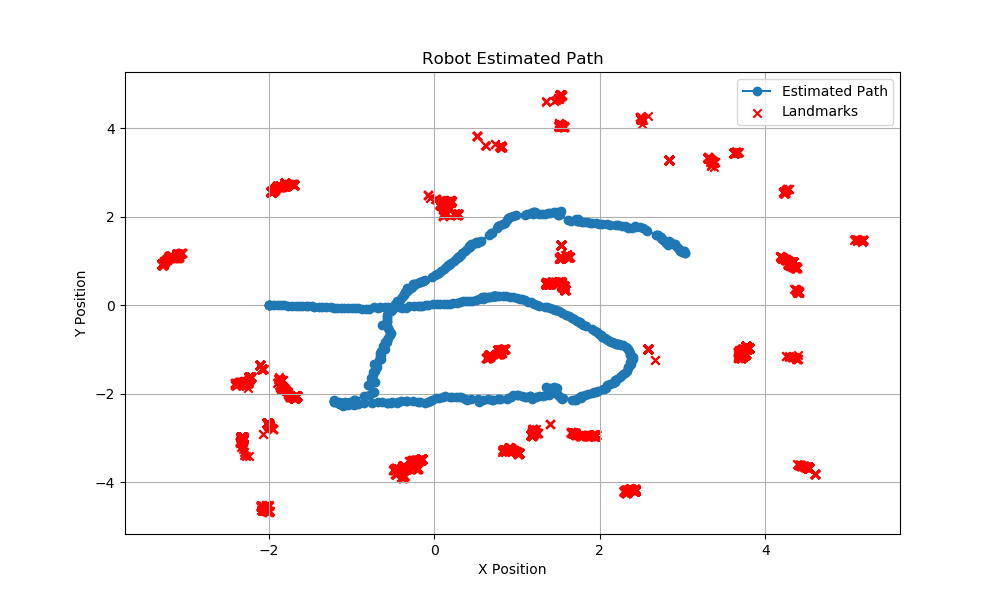 Robot Estimated Path
Estimated Path
Landmarks
4
2
0
−2
−4
Y Position
−2
0
2
4
X Position